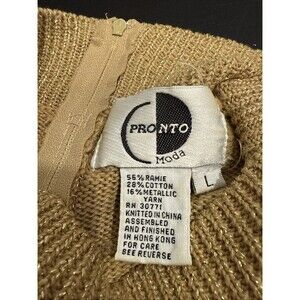 PRONTO
Moda
L
56% RAMIE
28% COTTON
16% METALLIC
YARN
RN 30771
KNITTED IN CHINA
ASSEMBLED
AND FINISHED
IN HONG KONG
FOR CARE
SEE REVERSE